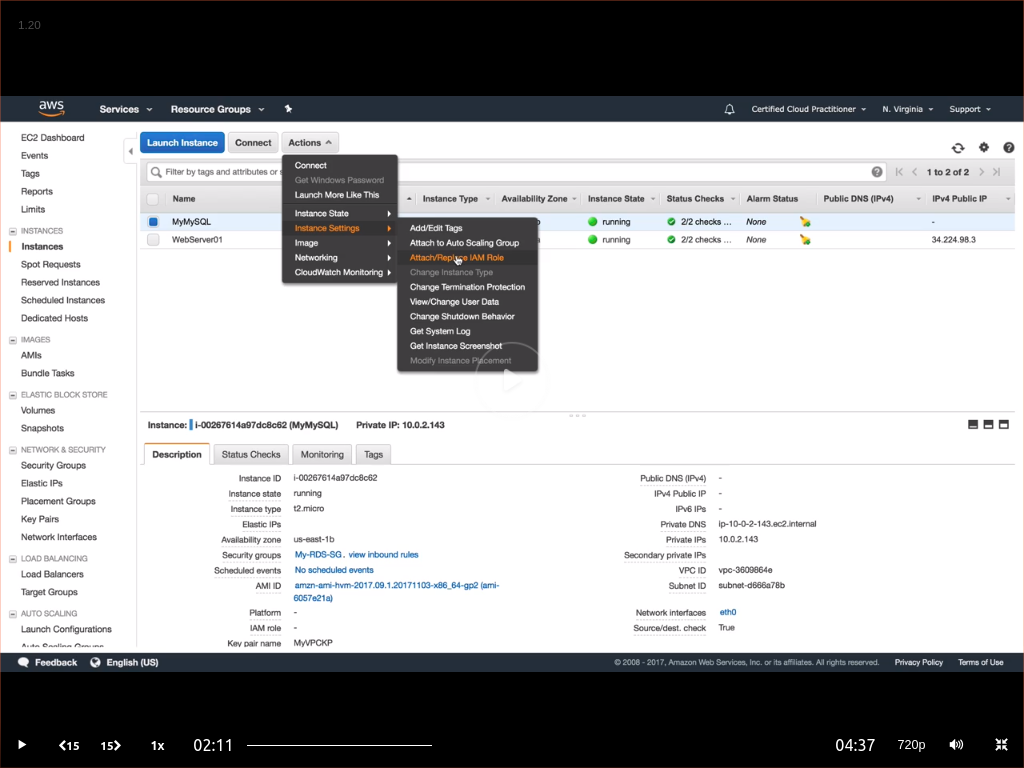 1.20
aws Services Resource Groups Certified Cloud Practitioner N. Virginia Support
EC2 Dashboard
Events
Tags
Reports
Limits
INSTANCES
Instances
Spot Requests
Reserved Instances
Scheduled Instances
Dedicated Hosts
IMAGES
AMIs
Bundle Tasks
ELASTIC BLOCK STORE
Volumes
Snapshots
NETWORK & SECURITY
Security Groups
Elastic IPs
Placement Groups
Key Pairs
Network Interfaces
LOAD BALANCING
Load Balancers
Target Groups
AUTO SCALING
Launch Configurations
Auto Scaling Groups
Launch Instance Connect Actions
Filter by tags and attributes or 1 to 2 of 2
Name Instance Type Availability Zone Instance State Status Checks Alarm Status Public DNS (IPv4) IPv4 Public IP
MyMySQL running 2/2 checks ... None -
WebServer01 running 2/2 checks ... None 34.224.98.3
Connect
Get Windows Password
Launch More Like This
Instance State
Instance Settings
Image
Networking
CloudWatch Monitoring
Add/Edit Tags
Attach to Auto Scaling Group
Attach/Replace IAM Role
Change Instance Type
Change Termination Protection
View/Change User Data
Change Shutdown Behavior
Get System Log
Get Instance Screenshot
Modify Instance Placement
Instance: i-00267614a97dc8c62 (MyMySQL) Private IP: 10.0.2.143
Description Status Checks Monitoring Tags
Instance ID i-00267614a97dc8c62
Instance state running
Instance type t2.micro
Elastic IPs
Availability zone us-east-1b
Security groups My-RDS-SG. view inbound rules
Scheduled events No scheduled events
AMI ID amzn-ami-hvm-2017.09.1.20171103-x86_64-gp2 (ami-
6057e21a)
Platform -
IAM role -
Key pair name MyVPCKP
Public DNS (IPv4) -
IPv4 Public IP -
IPv6 IPs -
Private DNS ip-10-0-2-143.ec2.internal
Private IPs 10.0.2.143
Secondary private IPs
VPC ID vpc-3609864e
Subnet ID subnet-d666a78b
Network interfaces eth0
Source/dest. check True
Feedback English (US) © 2008 - 2017, Amazon Web Services, Inc. or its affiliates. All rights reserved. Privacy Policy Terms of Use
15 15 1x 02:11 04:37 720p